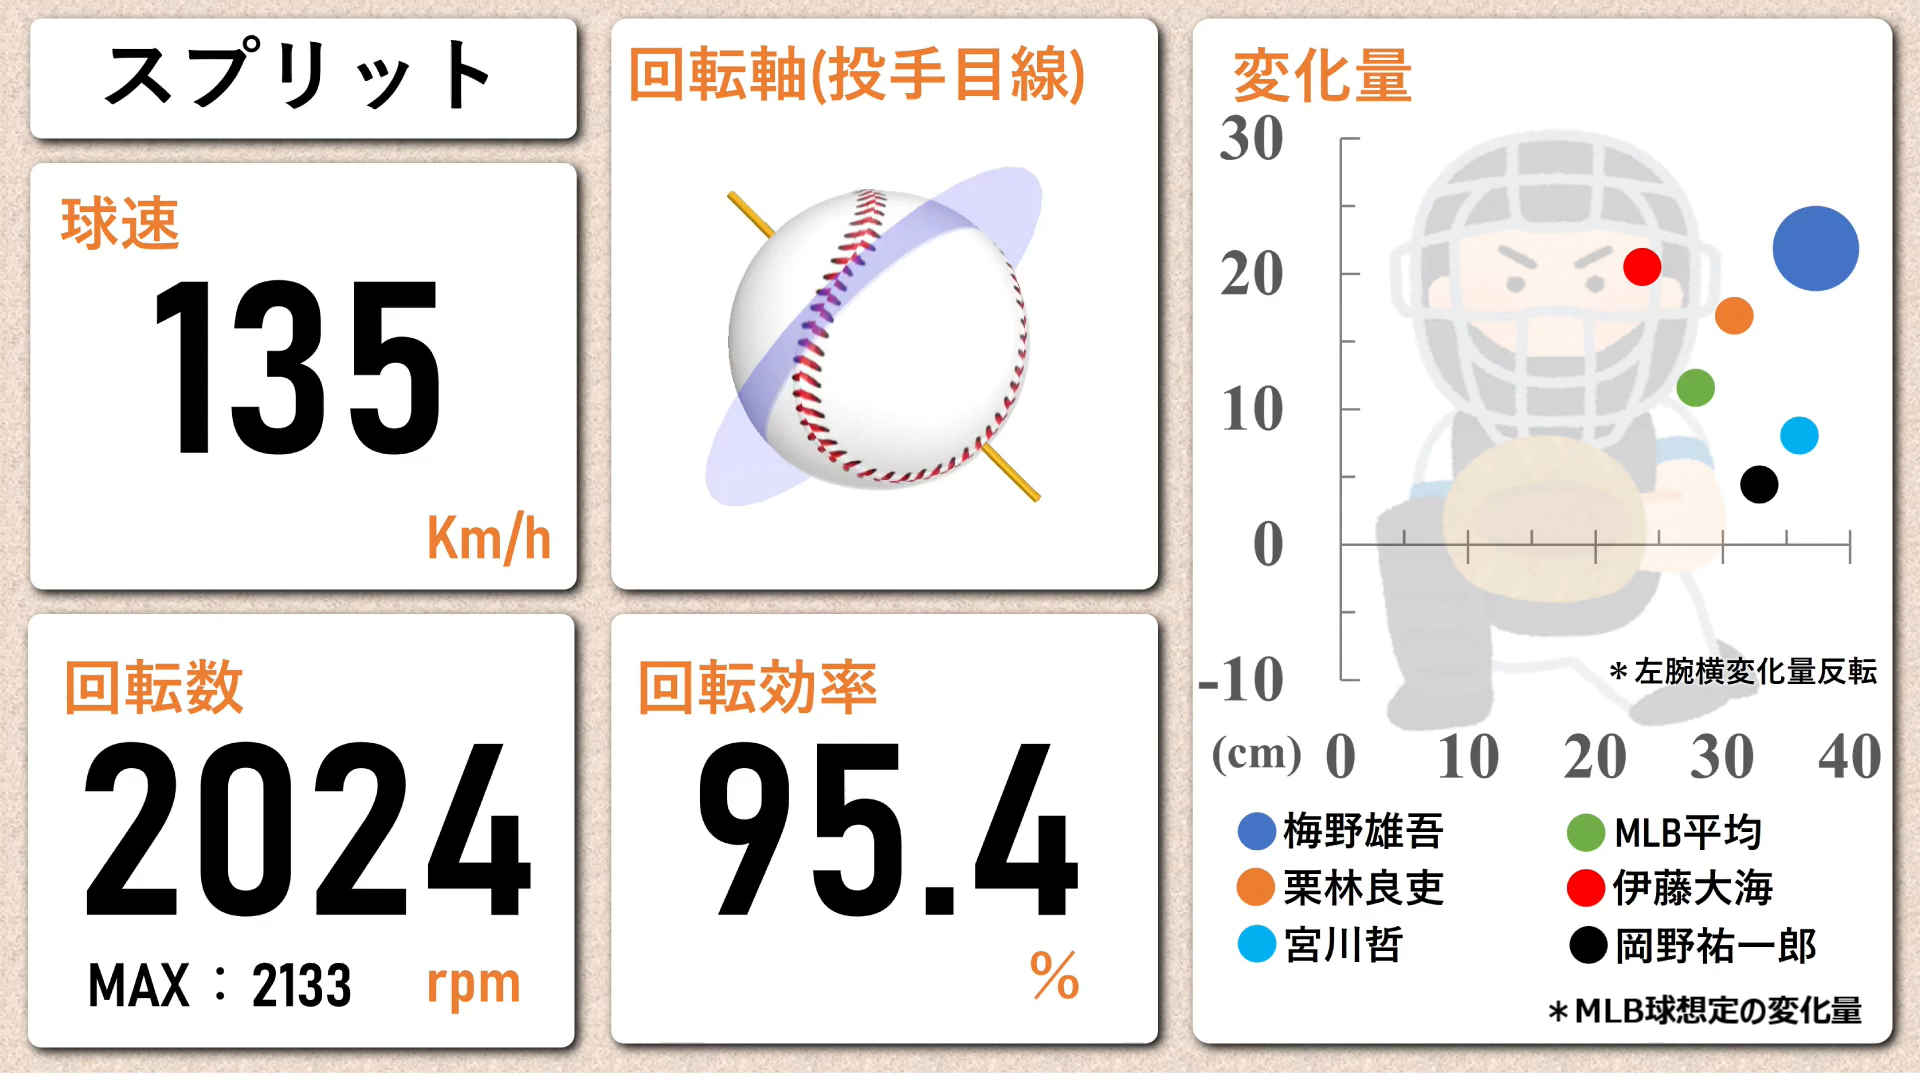 スプリット
球速
135
Km/h
回転数
2024
MAX：2133 rpm
回転軸(投手目線)
回転効率
95.4
%
変化量
30
20
10
0
-10
＊左腕横変化量反転
(cm) 0 10 20 30 40
梅野雄吾 MLB平均
栗林良吏 伊藤大海
宮川哲 岡野祐一郎
＊MLB球想定の変化量